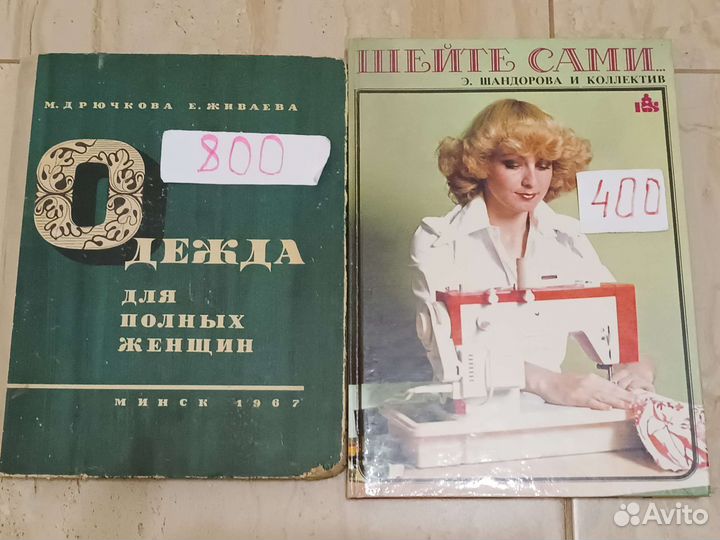 М. ДРЮЧКОВА Е. ЖИВАЕВА
800
ОДЕЖДА
ДЛЯ
ПОЛНЫХ
ЖЕНЩИН
МИНСК 1967
ШЕЙТЕ САМИ...
Э. ШАНДОРОВА И КОЛЛЕКТИВ
400
Avito